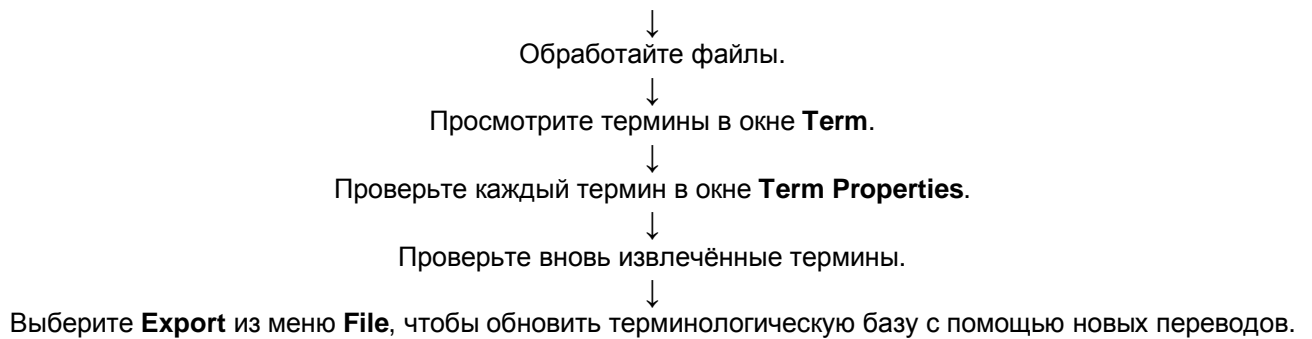 ↓
Обработайте файлы.
↓
Просмотрите термины в окне Term.
↓
Проверьте каждый термин в окне Term Properties.
↓
Проверьте вновь извлечённые термины.
↓
Выберите Export из меню File, чтобы обновить терминологическую базу с помощью новых переводов.